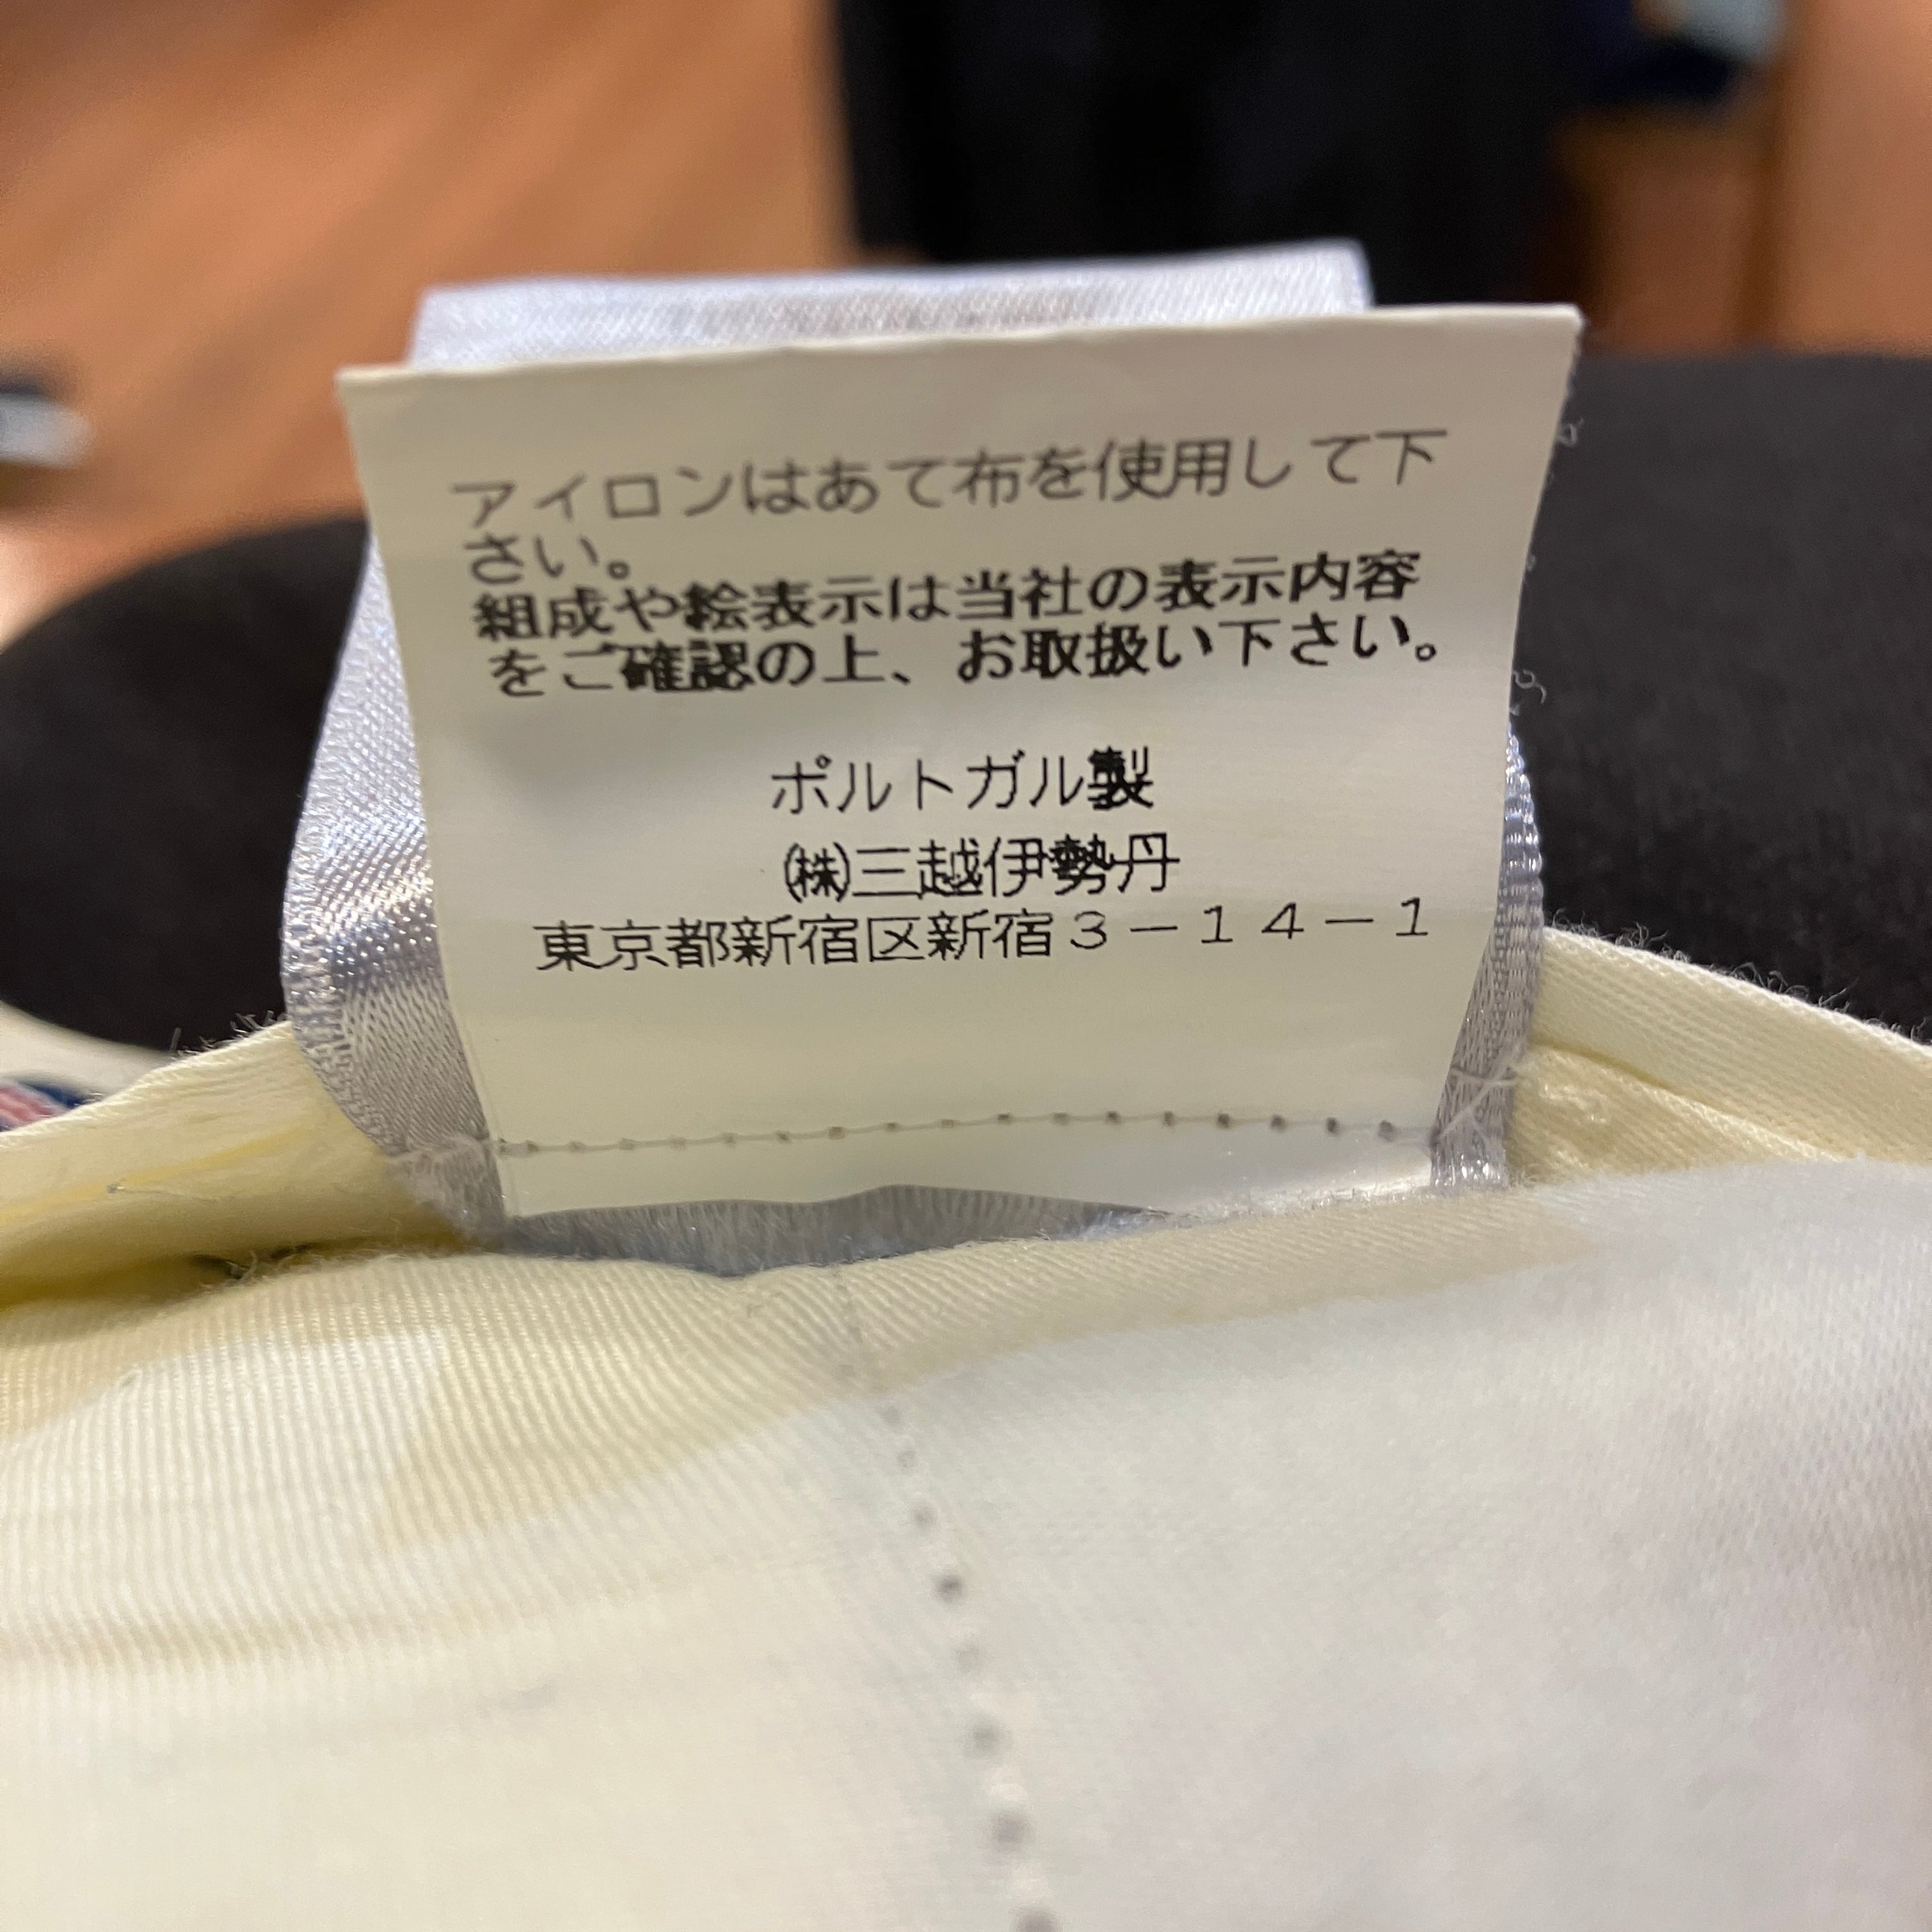 アイロンはあて布を使用して下
さい。
組成や絵表示は当社の表示内容
をご確認の上、お取扱い下さい。
ポルトガル製
㈱三越伊勢丹
東京都新宿区新宿３－１４－１